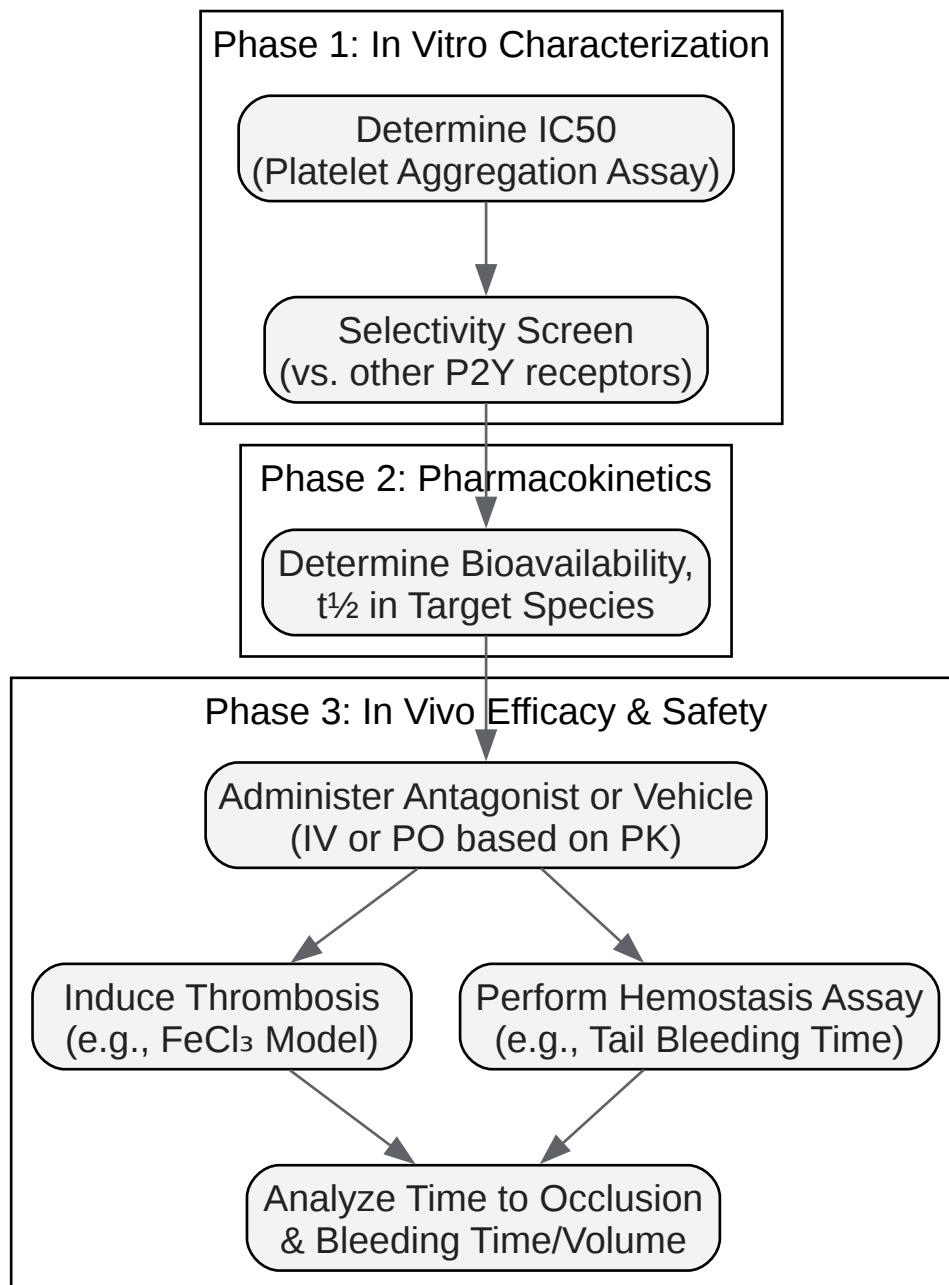 Phase 1: In Vitro Characterization
Determine IC50
(Platelet Aggregation Assay)
Selectivity Screen
(vs. other P2Y receptors)
Phase 2: Pharmacokinetics
Determine Bioavailability,
t½ in Target Species
Phase 3: In Vivo Efficacy & Safety
Administer Antagonist or Vehicle
(IV or PO based on PK)
Induce Thrombosis
(e.g., FeCl₃ Model)
Perform Hemostasis Assay
(e.g., Tail Bleeding Time)
Analyze Time to Occlusion
& Bleeding Time/Volume